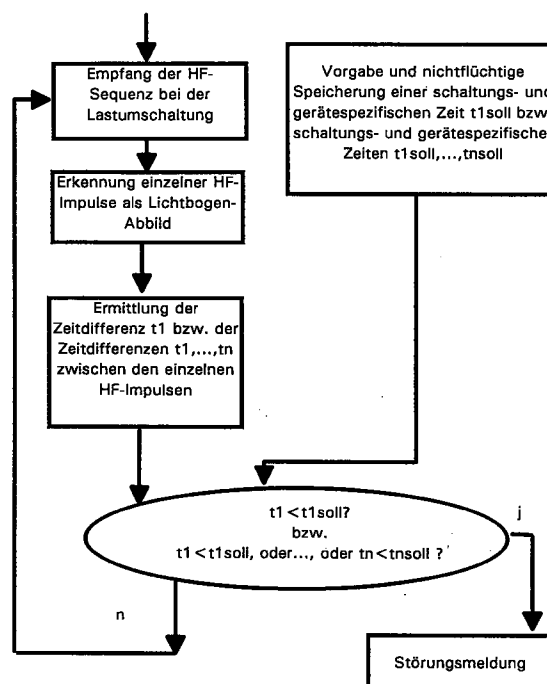 Empfang der HF-
Sequenz bei der
Lastumschaltung
Vorgabe und nichtflüchtige
Speicherung einer schaltungs- und
gerätespezifischen Zeit t1soll bzw
schaltungs- und gerätespezifische
Zeiten t1soll,...,tnsoll
Erkennung einzelner HF-
Impulse als Lichtbogen-
Abbild
Ermittlung der
Zeitdifferenz t1 bzw. der
Zeitdifferenzen t1,...,tn
zwischen den einzelnen
HF-Impulsen
t1<t1soll?
bzw.
t1<t1soll, oder..., oder tn<tnsoll ?
j
n
Störungsmeldung